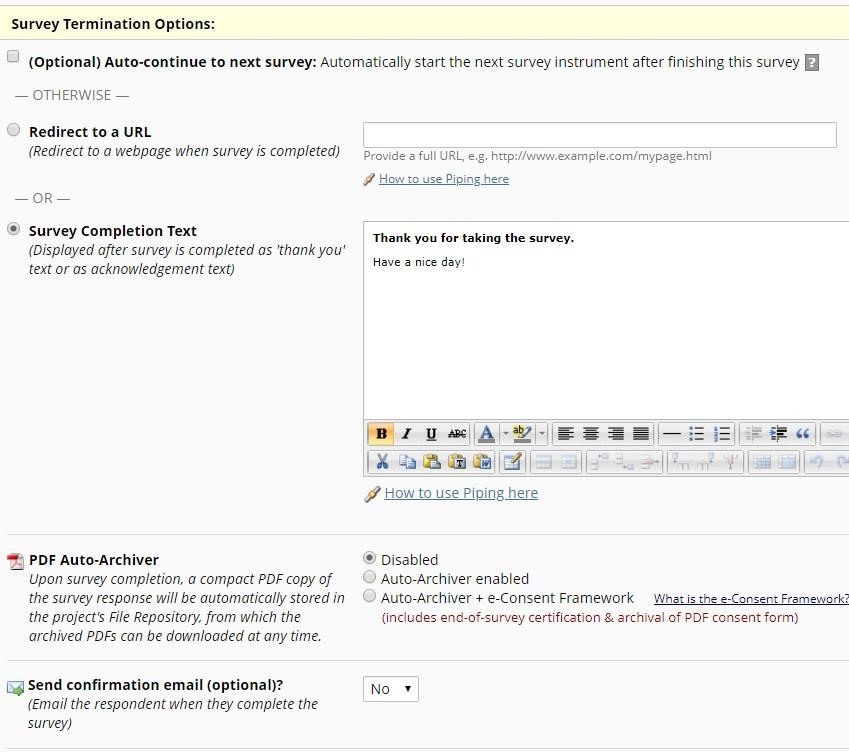 Survey Termination Options:
(Optional) Auto-continue to next survey: Automatically start the next survey instrument after finishing this survey ?
— OTHERWISE —
Redirect to a URL
(Redirect to a webpage when survey is completed)
Provide a full URL, e.g. http://www.example.com/mypage.html
How to use Piping here
— OR —
Survey Completion Text
(Displayed after survey is completed as 'thank you'
text or as acknowledgement text)
Thank you for taking the survey.
Have a nice day!
B I U ABC A ab
T W
How to use Piping here
PDF Auto-Archiver
Upon survey completion, a compact PDF copy of
the survey response will be automatically stored in
the project's File Repository, from which the
archived PDFs can be downloaded at any time.
Disabled
Auto-Archiver enabled
Auto-Archiver + e-Consent Framework What is the e-Consent Framework?
(includes end-of-survey certification & archival of PDF consent form)
Send confirmation email (optional)?
(Email the respondent when they complete the
survey)
No